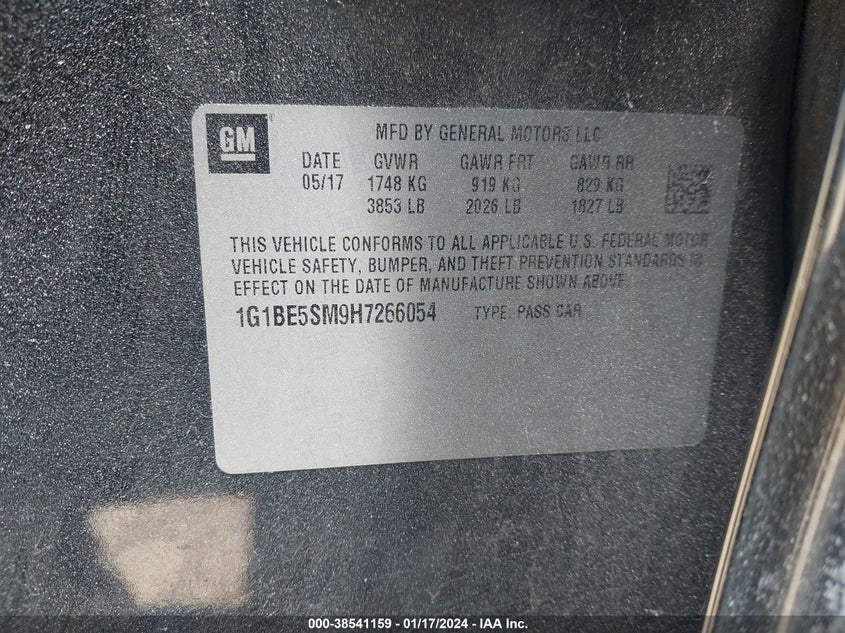 GM
MFD BY GENERAL MOTORS LLC
DATE GVWR GAWR FRT GAWR RR
05/17 1748 KG 919 KG 829 KG
3853 LB 2026 LB 1827 LB
THIS VEHICLE CONFORMS TO ALL APPLICABLE U.S. FEDERAL MOTOR
VEHICLE SAFETY, BUMPER, AND THEFT PREVENTION STANDARDS IN
EFFECT ON THE DATE OF MANUFACTURE SHOWN ABOVE.
1G1BE5SM9H7266054 TYPE: PASS CAR
000-38541159 - 01/17/2024 - IAA Inc.